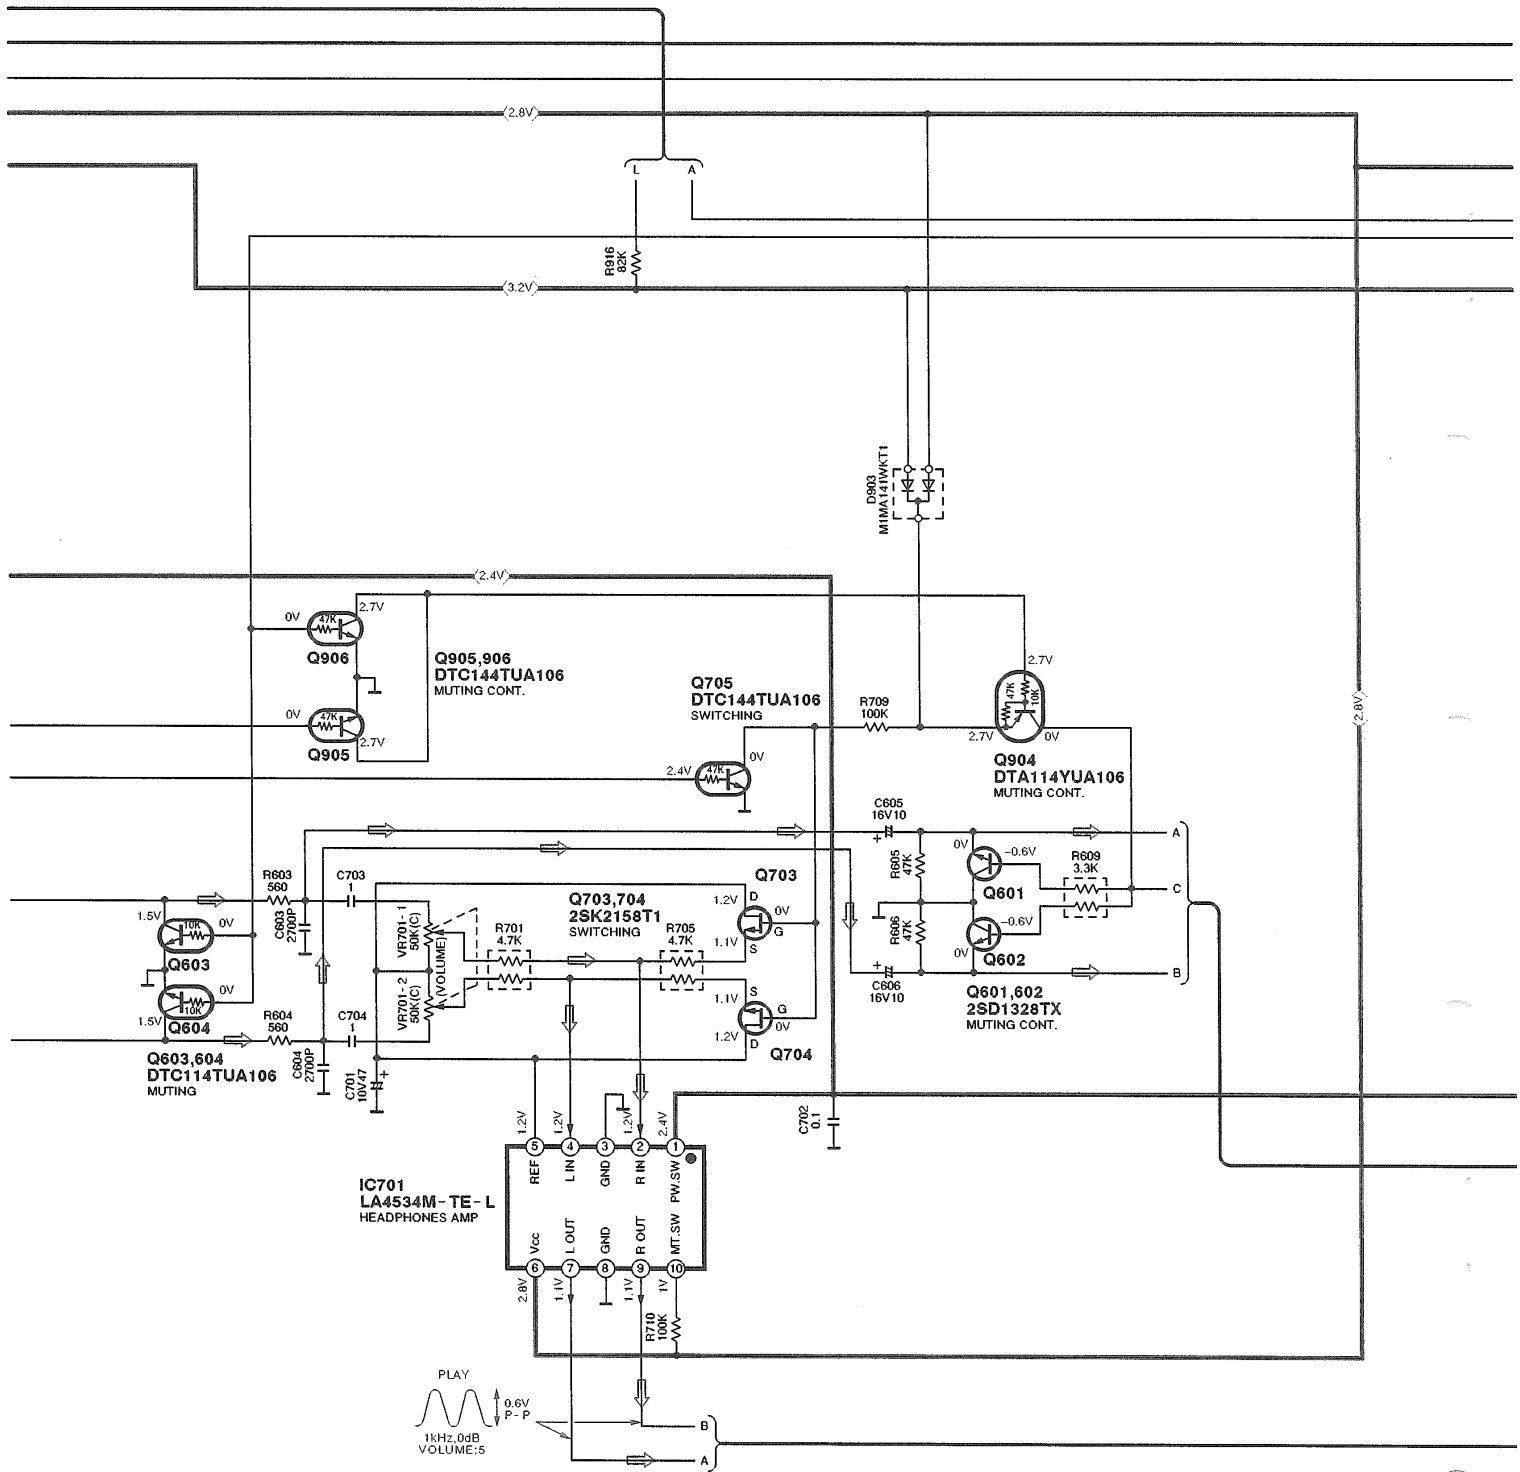 (2.8V)
L A
R916
82K
(3.2V)
D903
M1MA141WKT1
(2.4V)
0V
47K
2.7V
Q906
Q905,906
DTC144TUA106
MUTING CONT.
0V
47K
2.7V
Q905
Q705
DTC144TUA106
SWITCHING
2.4V
47K
0V
R709
100K
2.7V
47K
10K
2.7V
0V
Q904
DTA114YUA106
MUTING CONT.
(2.8V)
C605
16V10
+
A
0V
-0.6V
R605
47K
Q601
R609
3.3K
C
R606
47K
-0.6V
0V
Q602
+
C606
16V10
B
Q601,602
2SD1328TX
MUTING CONT.
R603
560
C703
1
1.5V
10K
0V
C603
2700P
Q603
0V
10K
1.5V
Q604
R604
560
C704
1
Q603,604
DTC114TUA106
MUTING
C604
2700P
C701
10V47
+
VR701-1
50K(C)
(VOLUME)
VR701-2
50K(C)
R701
4.7K
Q703,704
2SK2158T1
SWITCHING
R705
4.7K
Q703
D
1.2V
0V
G
1.1V
S
S
1.1V
G
0V
1.2V
D
Q704
C702
0.1
1.2V 1.2V 1.2V 2.4V
5 4 3 2 1
REF L IN GND R IN PW.SW
IC701
LA4534M-TE-L
HEADPHONES AMP
Vcc L OUT GND R OUT MT.SW
6 7 8 9 10
2.8V 1.1V 1.1V 1V
R710
100K
PLAY
0.6V
P-P
1kHz,0dB
VOLUME:5
B
A